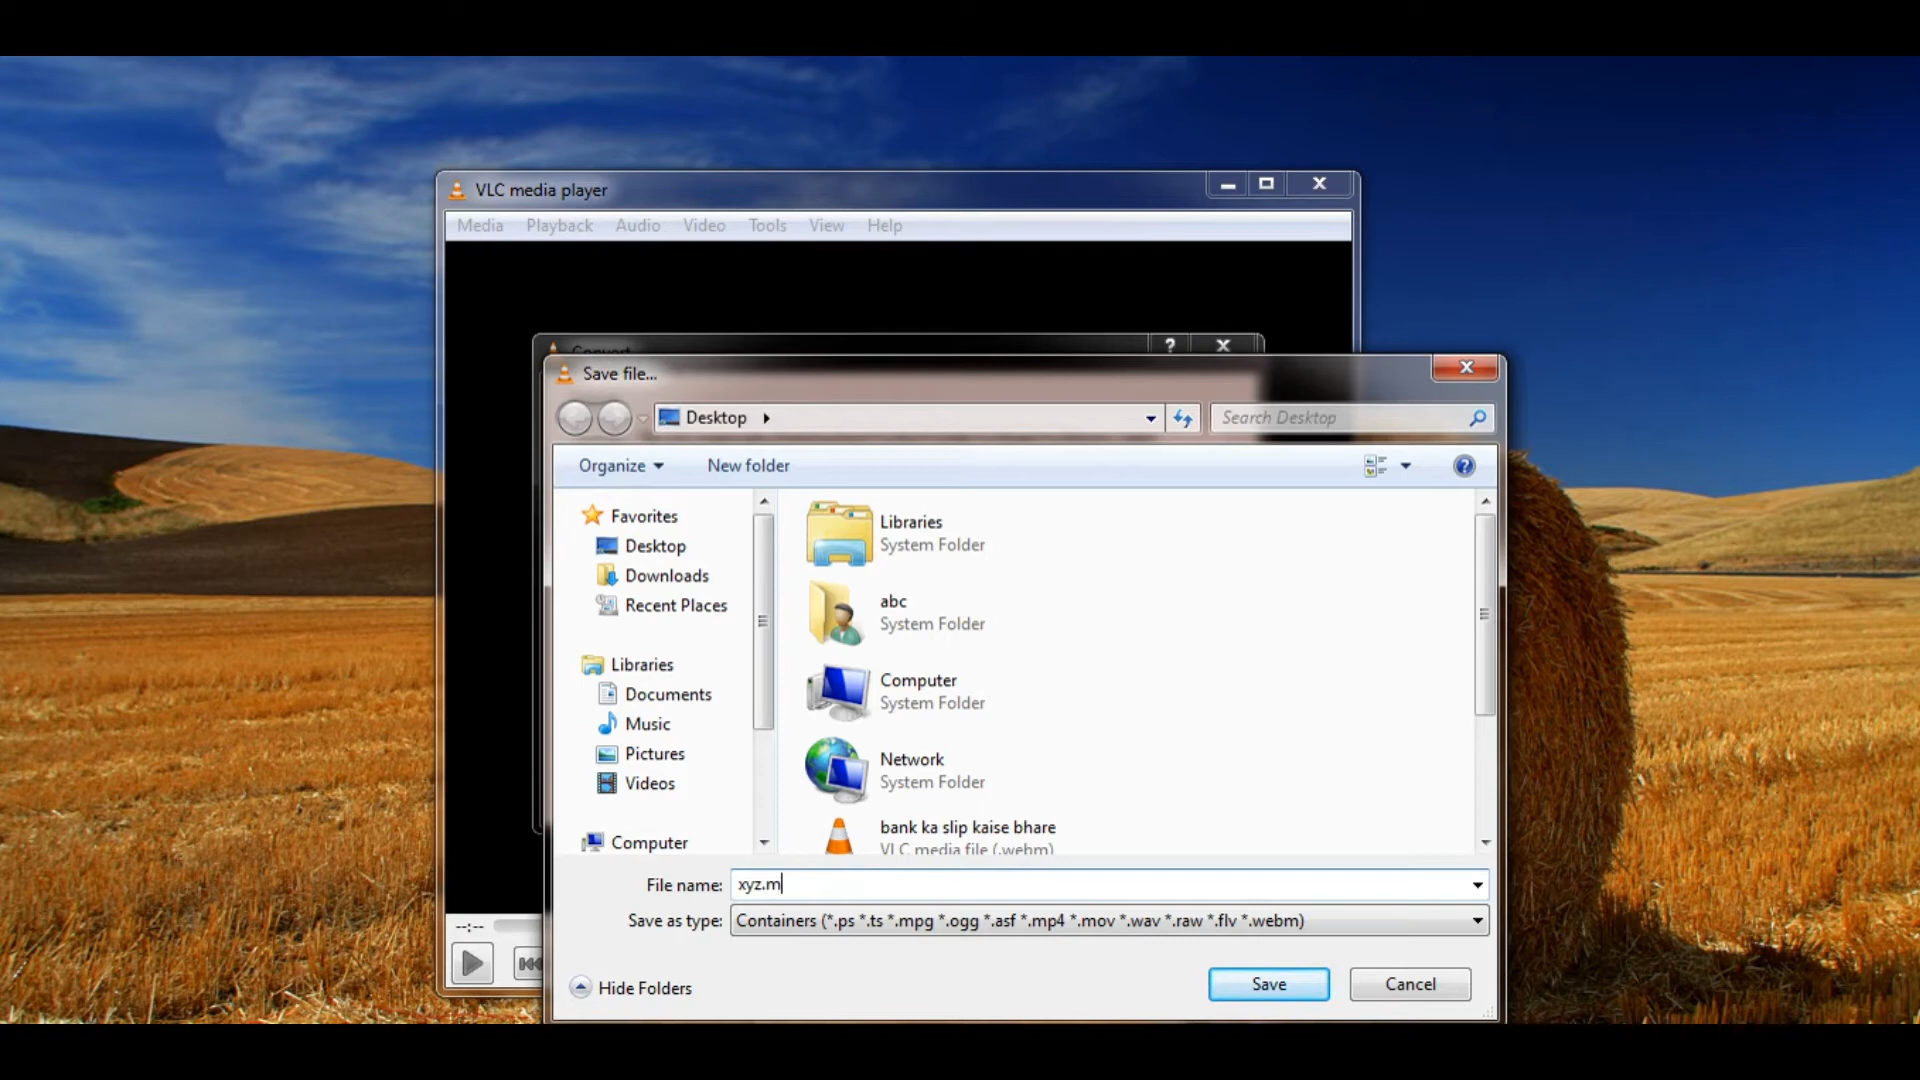 VLC media player
Media Playback Audio Video Tools View Help
Convert
Save file...
Desktop
Search Desktop
Organize New folder
Favorites
Desktop
Downloads
Recent Places
Libraries
Documents
Music
Pictures
Videos
Computer
Libraries
System Folder
abc
System Folder
Computer
System Folder
Network
System Folder
bank ka slip kaise bhare
VLC media file (.webm)
File name: xyz.m
Save as type: Containers (*.ps *.ts *.mpg *.ogg *.asf *.mp4 *.mov *.wav *.raw *.flv *.webm)
--:--
Hide Folders
Save Cancel